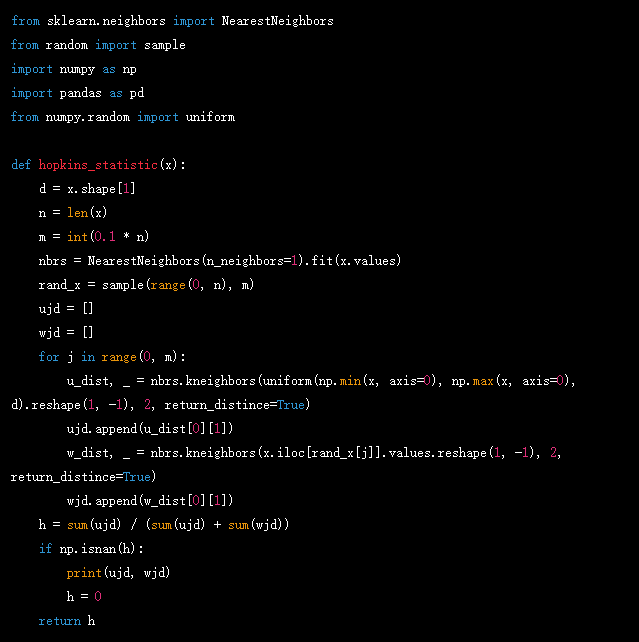 from sklearn.neighbors import NearestNeighbors
from random import sample
import numpy as np
import pandas as pd
from numpy.random import uniform

def hopkins_statistic(x):
    d = x.shape[1]
    n = len(x)
    m = int(0.1 * n)
    nbrs = NearestNeighbors(n_neighbors=1).fit(x.values)
    rand_x = sample(range(0, n), m)
    ujd = []
    wjd = []
    for j in range(0, m):
        u_dist, _ = nbrs.kneighbors(uniform(np.min(x, axis=0), np.max(x, axis=0),
d).reshape(1, -1), 2, return_distince=True)
        ujd.append(u_dist[0][1])
        w_dist, _ = nbrs.kneighbors(x.iloc[rand_x[j]].values.reshape(1, -1), 2,
return_distince=True)
        wjd.append(w_dist[0][1])
    h = sum(ujd) / (sum(ujd) + sum(wjd))
    if np.isnan(h):
        print(ujd, wjd)
        h = 0
    return h